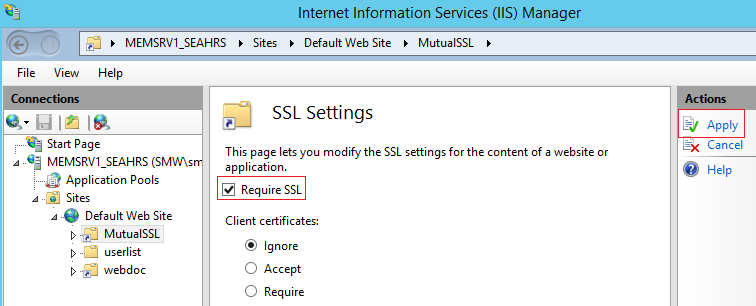 Internet Information Services (IIS) Manager
MEMSRV1_SEAHRS Sites Default Web Site MutualSSL
File View Help
Connections
Start Page
MEMSRV1_SEAHRS (SMW\sm
Application Pools
Sites
Default Web Site
MutualSSL
userlist
webdoc
SSL Settings
This page lets you modify the SSL settings for the content of a website or
application.
Require SSL
Client certificates:
Ignore
Accept
Require
Actions
Apply
Cancel
Help